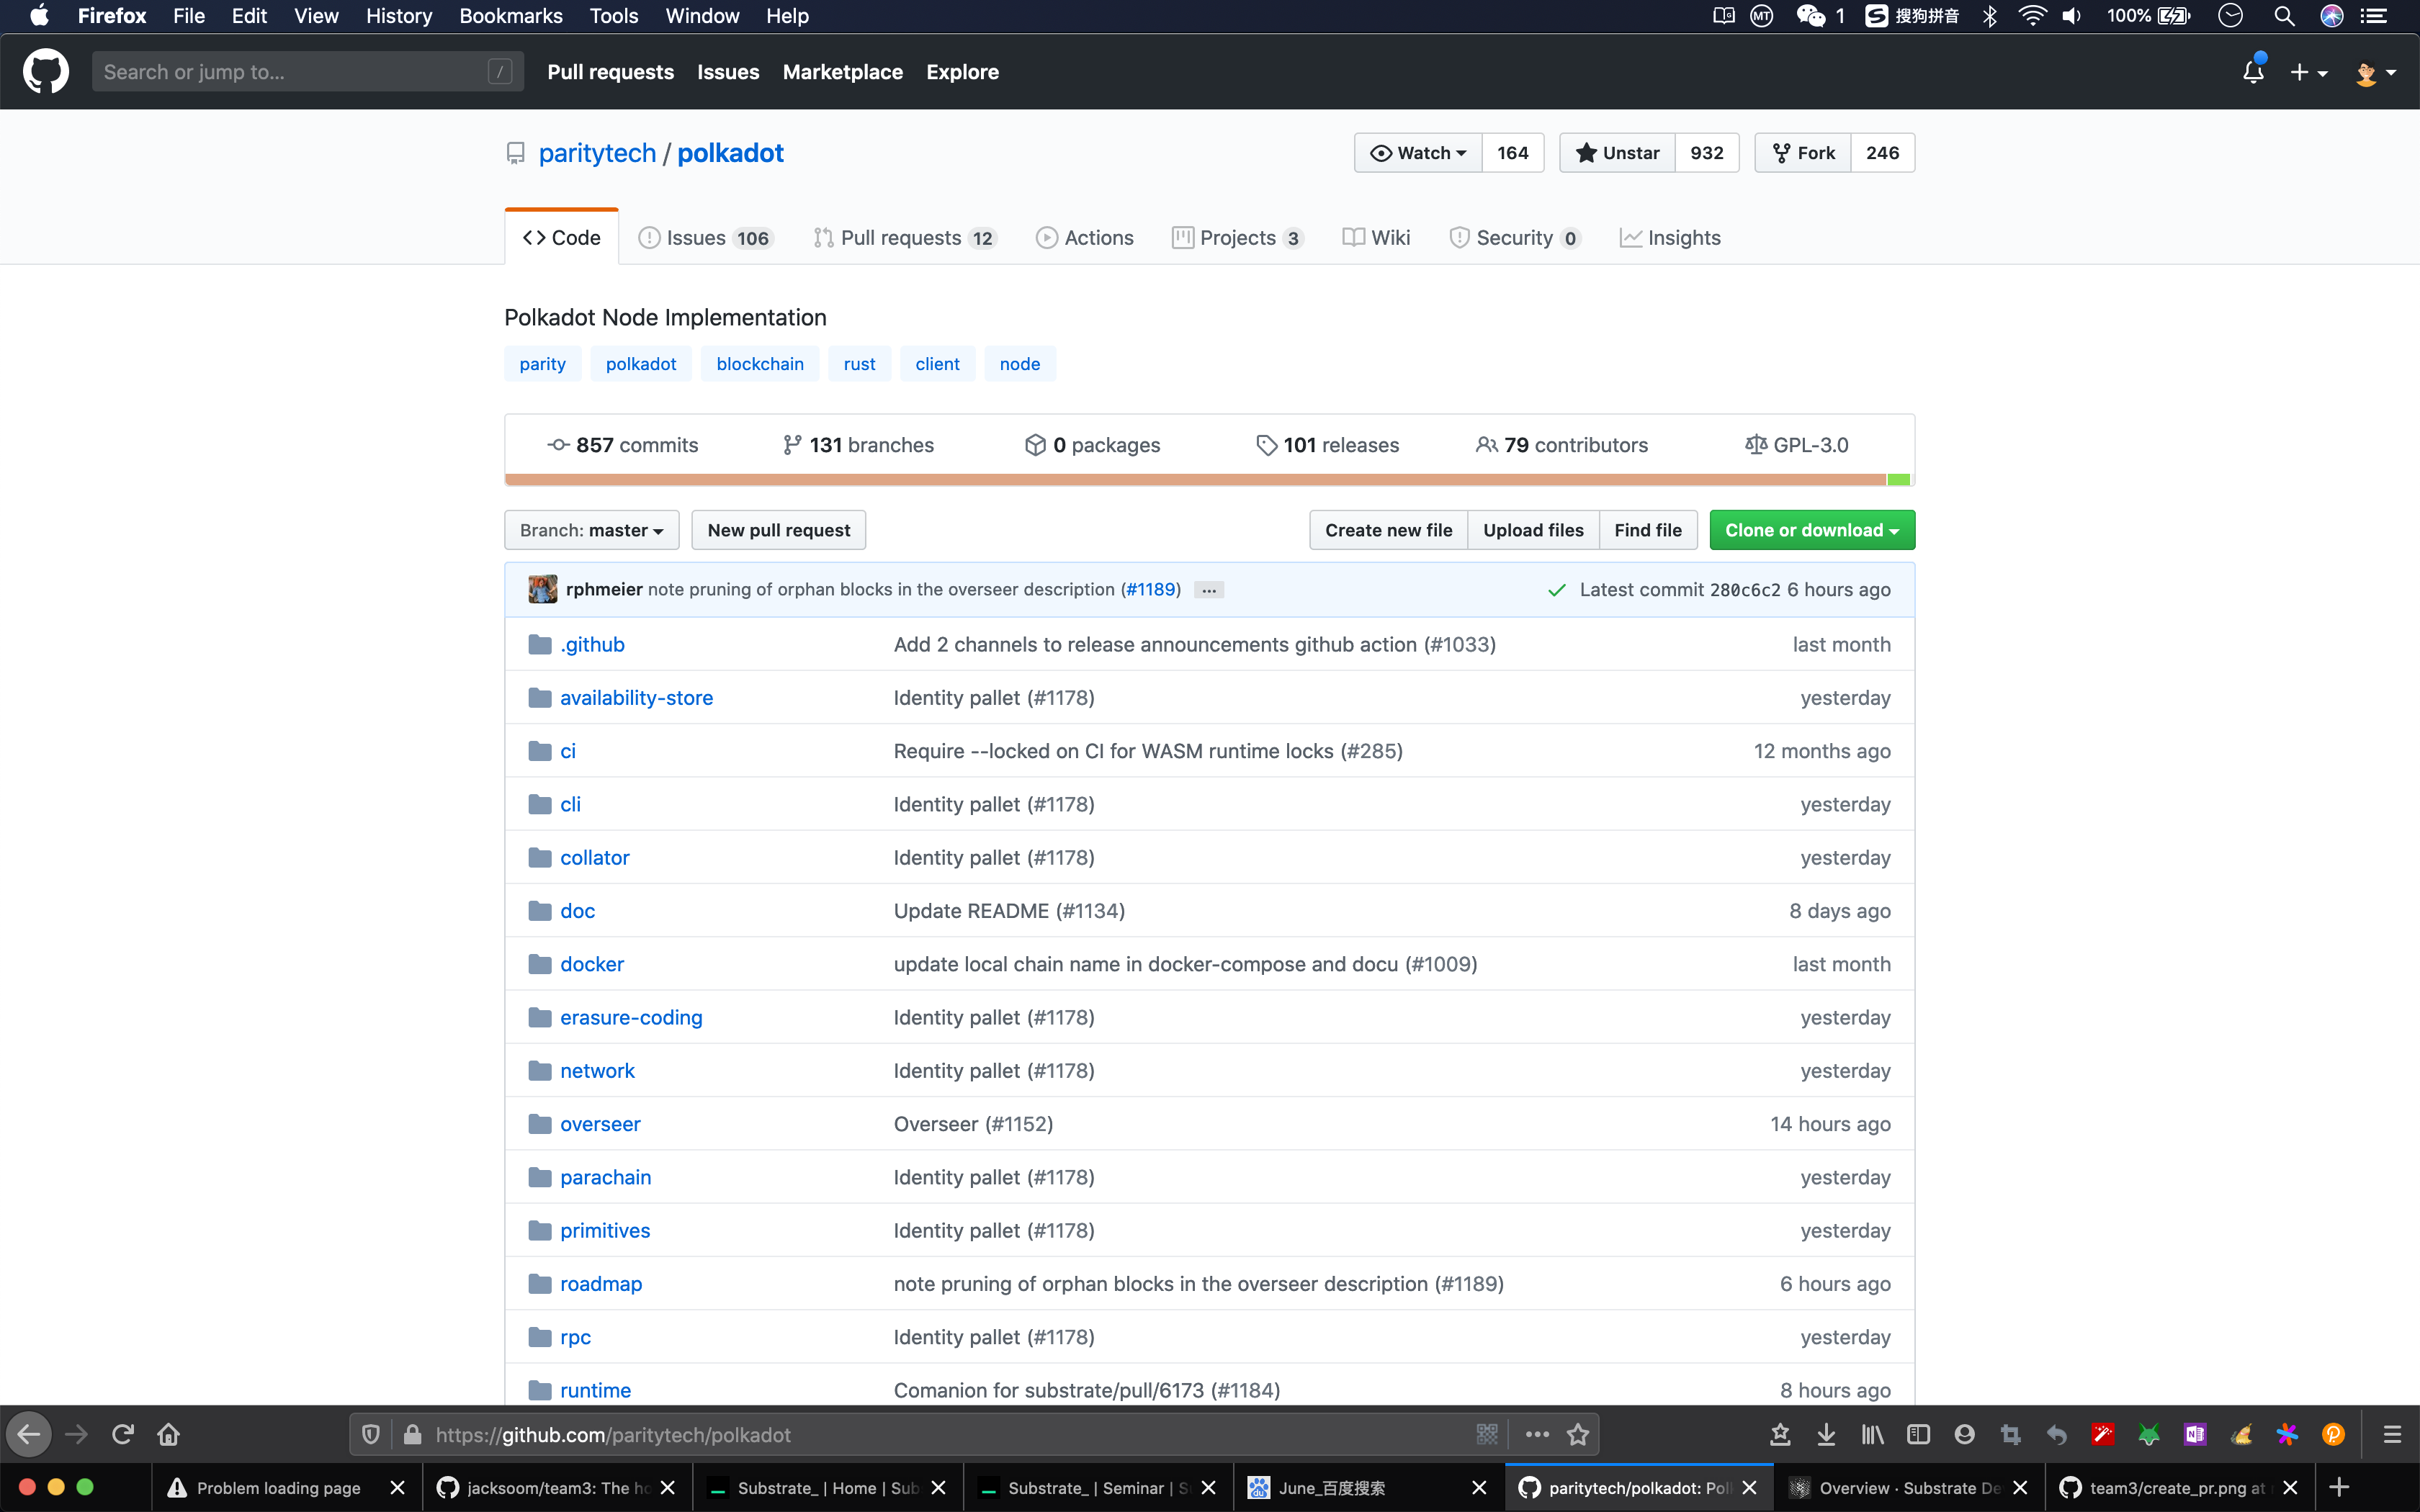 Firefox File Edit View History Bookmarks Tools Window Help 1 搜狗拼音 100%
Search or jump to... / Pull requests Issues Marketplace Explore
paritytech / polkadot Watch 164 Unstar 932 Fork 246
Code Issues 106 Pull requests 12 Actions Projects 3 Wiki Security 0 Insights
Polkadot Node Implementation
parity polkadot blockchain rust client node
857 commits 131 branches 0 packages 101 releases 79 contributors GPL-3.0
Branch: master New pull request Create new file Upload files Find file Clone or download
rphmeier note pruning of orphan blocks in the overseer description (#1189) ... Latest commit 280c6c2 6 hours ago
.github Add 2 channels to release announcements github action (#1033) last month
availability-store Identity pallet (#1178) yesterday
ci Require --locked on CI for WASM runtime locks (#285) 12 months ago
cli Identity pallet (#1178) yesterday
collator Identity pallet (#1178) yesterday
doc Update README (#1134) 8 days ago
docker update local chain name in docker-compose and docu (#1009) last month
erasure-coding Identity pallet (#1178) yesterday
network Identity pallet (#1178) yesterday
overseer Overseer (#1152) 14 hours ago
parachain Identity pallet (#1178) yesterday
primitives Identity pallet (#1178) yesterday
roadmap note pruning of orphan blocks in the overseer description (#1189) 6 hours ago
rpc Identity pallet (#1178) yesterday
runtime Comanion for substrate/pull/6173 (#1184) 8 hours ago
https://github.com/paritytech/polkadot
Problem loading page jacksoom/team3: The ho Substrate_ | Home | Sub Substrate_ | Seminar | S June_百度搜索 paritytech/polkadot: Pol Overview · Substrate De team3/create_pr.png at